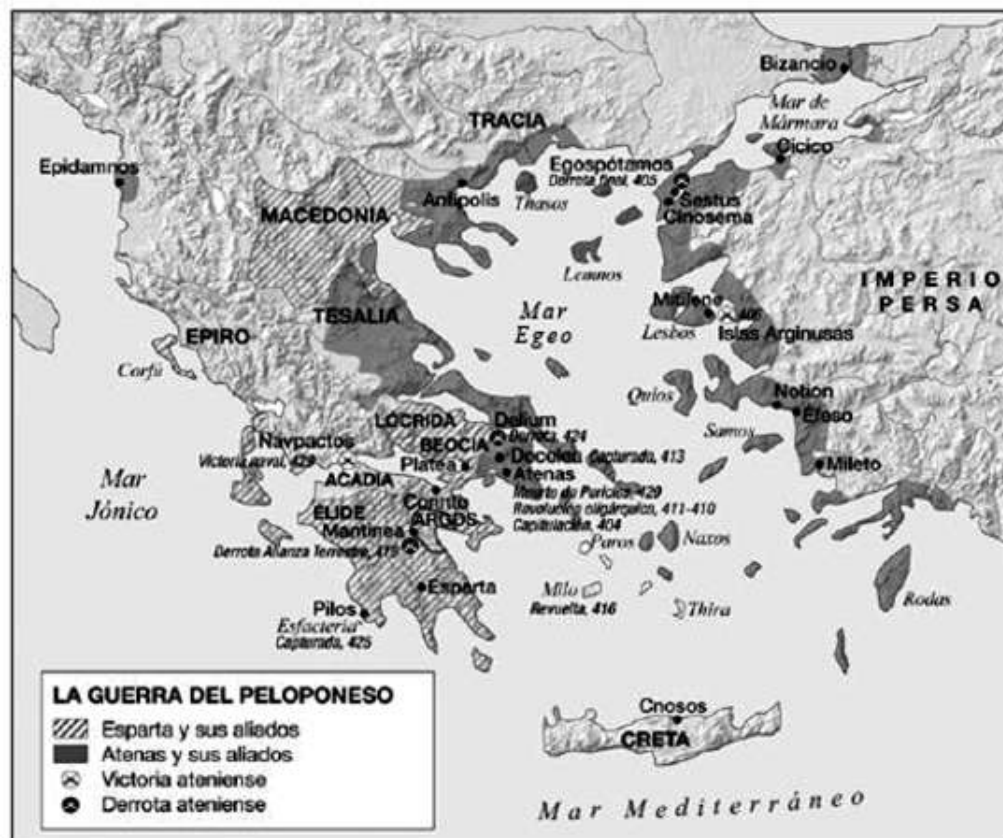 Bizancio
Mar de
Mármara
TRACIA
Cicico
Egospótamos
Derrota final, 405
Epidamnos
Sestus
Cinosema
Anfípolis
Thasos
MACEDONIA
Lemnos
IMPERIO
PERSA
Mitilene
406
Islas Arginusas
Lesbos
Mar
Egeo
TESALIA
EPIRO
Corfú
Quíos
Notion
Efeso
Samos
Mileto
LOCRIDA
Delium
Derrota, 424
BEOCIA
Navpactos
Victoria naval, 429
Platea
Capturada, 413
Atenas
Muerte de Pericles, 429
Revolución oligárquica, 411-410
Capitulación, 404
ACADIA
Corinto
ÉLIDE
ARGOS
Mantinea
Derrota Alianza Terrestre,
Mar
Jónico
Paros
Naxos
Esparta
Milo
Revuelta, 416
Thira
Rodas
Pilos
Esfacteria
Capturada, 425
LA GUERRA DEL PELOPONESO
Esparta y sus aliados
Atenas y sus aliados
Victoria ateniense
Derrota ateniense
Cnosos
CRETA
Mar Mediterráneo